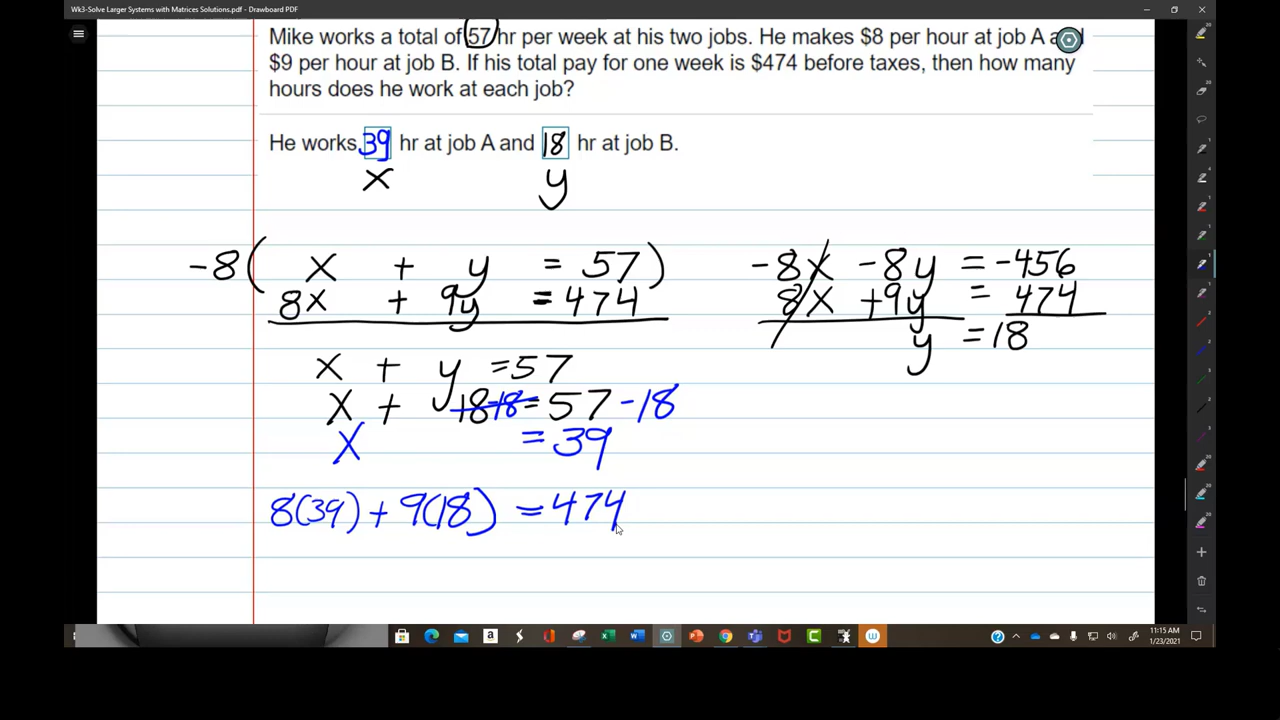 Wk3-Solve Larger Systems with Matrices Solutions.pdf - Drawboard PDF
Mike works a total of 57 hr per week at his two jobs. He makes $8 per hour at job A and
$9 per hour at job B. If his total pay for one week is $474 before taxes, then how many
hours does he work at each job?
He works 39 hr at job A and 18 hr at job B.
x y
-8( x + y = 57 )
8x + 9y = 474
x + y = 57
x + 18 -18 = 57 -18
x = 39
8(39) + 9(18) = 474
-8x -8y = -456
8x +9y = 474
y = 18
11:15 AM
1/23/2021